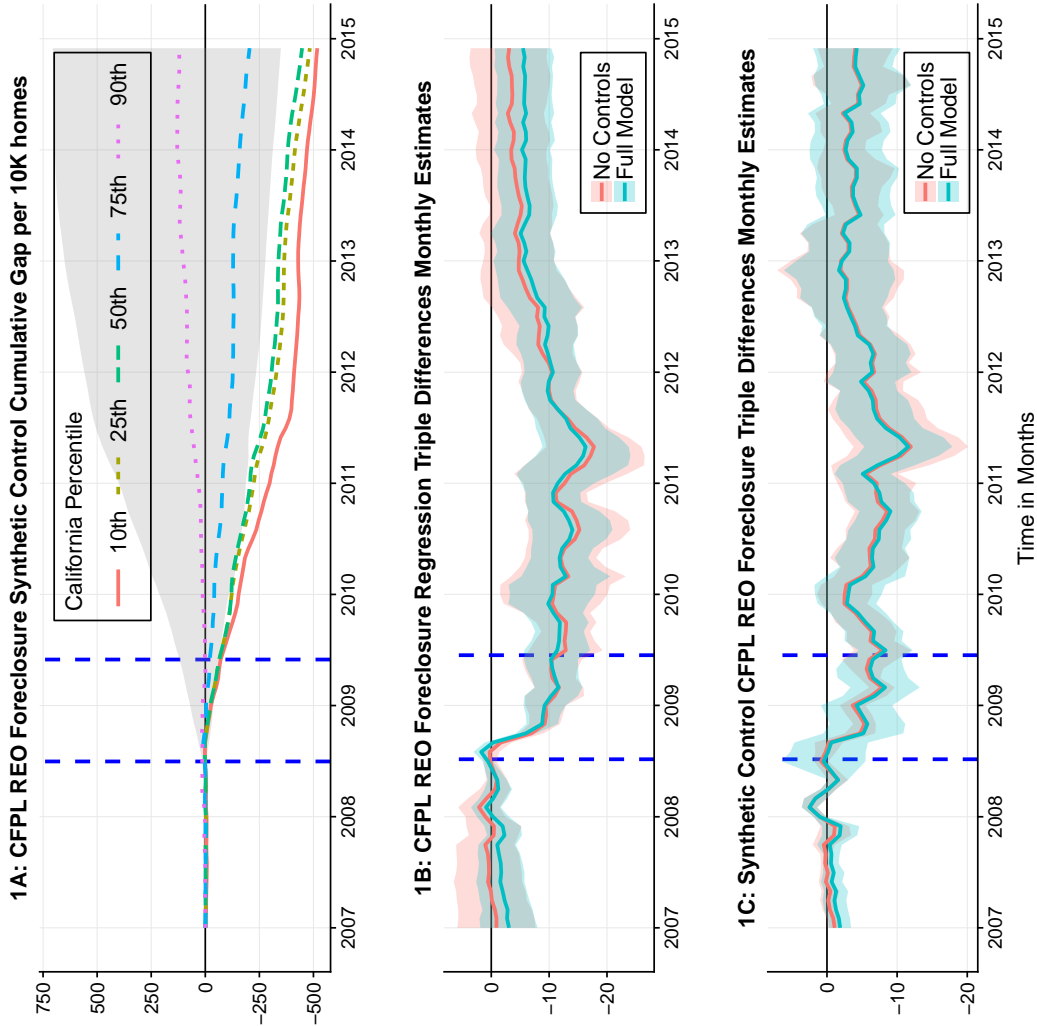 1A: CFPL REO Foreclosure Synthetic Control Cumulative Gap per 10K homes
California Percentile
10th 25th 50th 75th 90th
750
500
250
0
−250
−500
2007 2008 2009 2010 2011 2012 2013 2014 2015
1B: CFPL REO Foreclosure Regression Triple Differences Monthly Estimates
0
−10
−20
No Controls
Full Model
2007 2008 2009 2010 2011 2012 2013 2014 2015
1C: Synthetic Control CFPL REO Foreclosure Triple Differences Monthly Estimates
0
−10
−20
No Controls
Full Model
2007 2008 2009 2010 2011 2012 2013 2014 2015
Time in Months